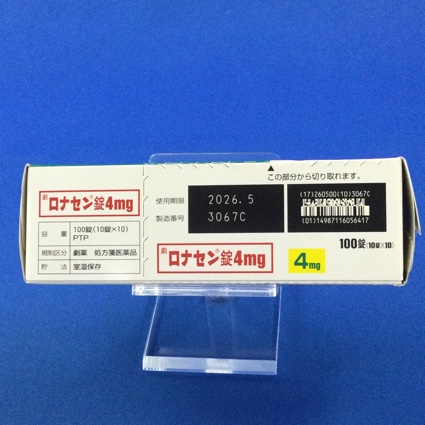 劇 ロナセン®錠4mg
容量 100錠(10錠×10) PTP
規制区分 劇薬 処方箋医薬品
貯法 室温保存
▲
この部分から切り取れます。
使用期限 2026.5
製造番号 3067C
(17)260500(10)3067C
(01)14987116056417
100錠(10錠×10)
劇 ロナセン®錠4mg
4mg